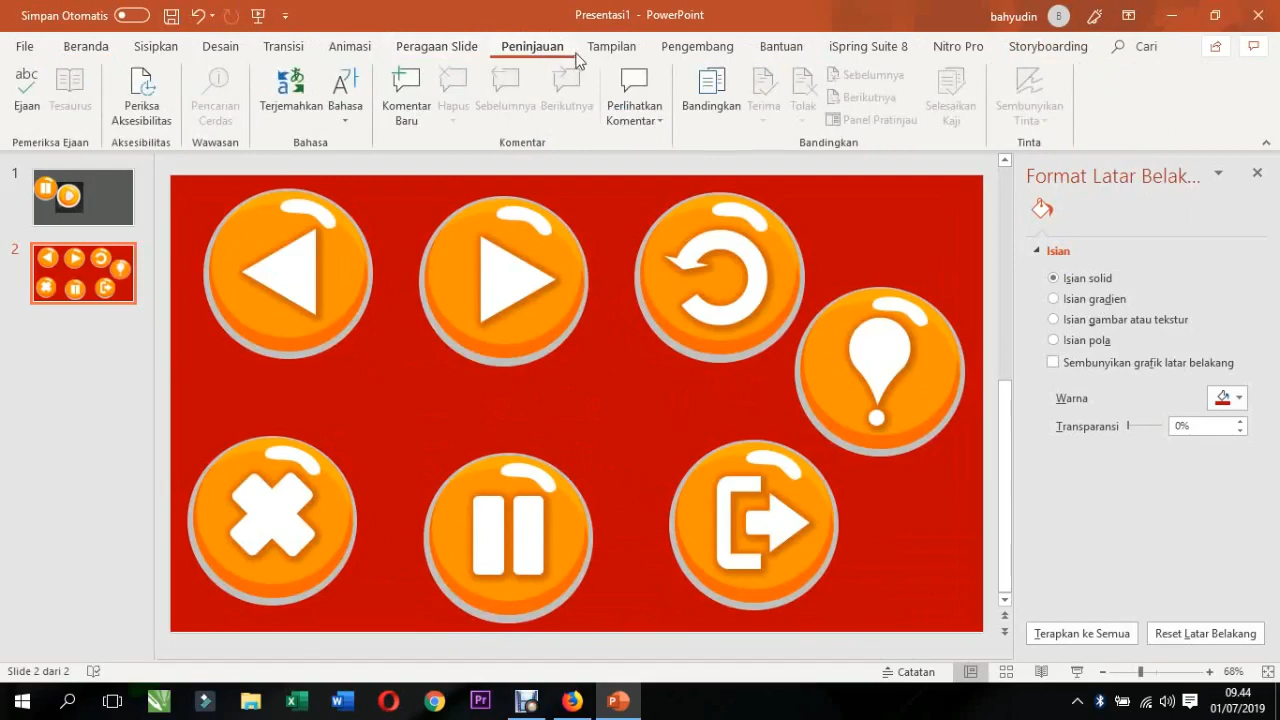 Simpan Otomatis
Presentasi1 - PowerPoint
bahyudin
B
File
Beranda
Sisipkan
Desain
Transisi
Animasi
Peragaan Slide
Peninjauan
Tampilan
Pengembang
Bantuan
iSpring Suite 8
Nitro Pro
Storyboarding
Cari
abc
Ejaan
Tesaurus
Periksa
Aksesibilitas
Pencarian
Cerdas
Terjemahkan
Bahasa
Komentar
Baru
Hapus
Sebelumnya
Berikutnya
Perlihatkan
Komentar
Bandingkan
Terima
Tolak
Sebelumnya
Berikutnya
Panel Pratinjau
Selesaikan
Kaji
Sembunyikan
Tinta
Pemeriksa Ejaan
Aksesibilitas
Wawasan
Bahasa
Komentar
Bandingkan
Tinta
1
2
Format Latar Belak...
Isian
Isian solid
Isian gradien
Isian gambar atau tekstur
Isian pola
Sembunyikan grafik latar belakang
Warna
Transparansi
0%
Terapkan ke Semua
Reset Latar Belakang
Slide 2 dari 2
Catatan
68%
09.44
01/07/2019